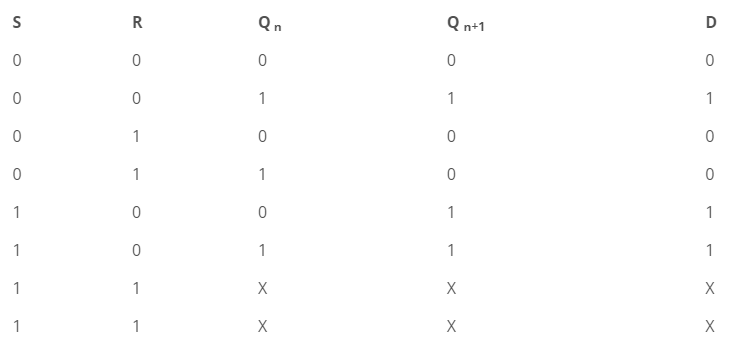 S R Q n Q n+1 D
0 0 0 0 0
0 0 1 1 1
0 1 0 0 0
0 1 1 0 0
1 0 0 1 1
1 0 1 1 1
1 1 X X X
1 1 X X X